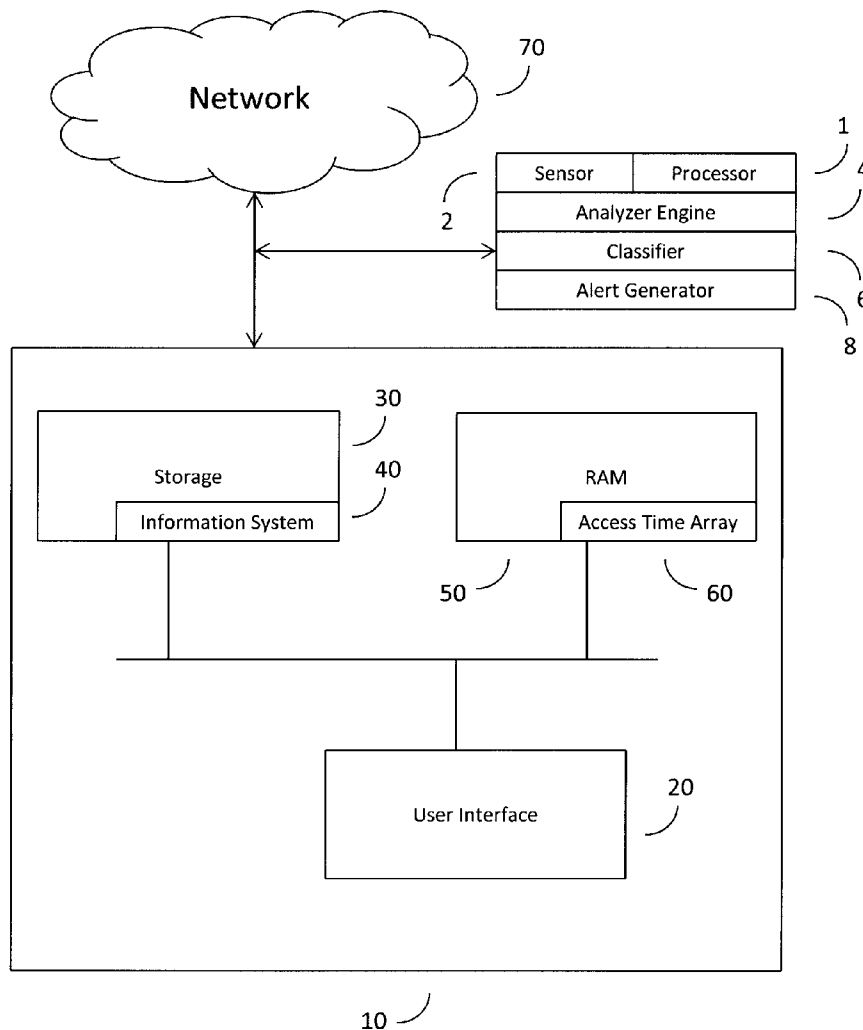 70
Network
1
4
Sensor Processor
2
Analyzer Engine
Classifier
6
Alert Generator
8
30
40
Storage
RAM
Information System
Access Time Array
50
60
20
User Interface
10